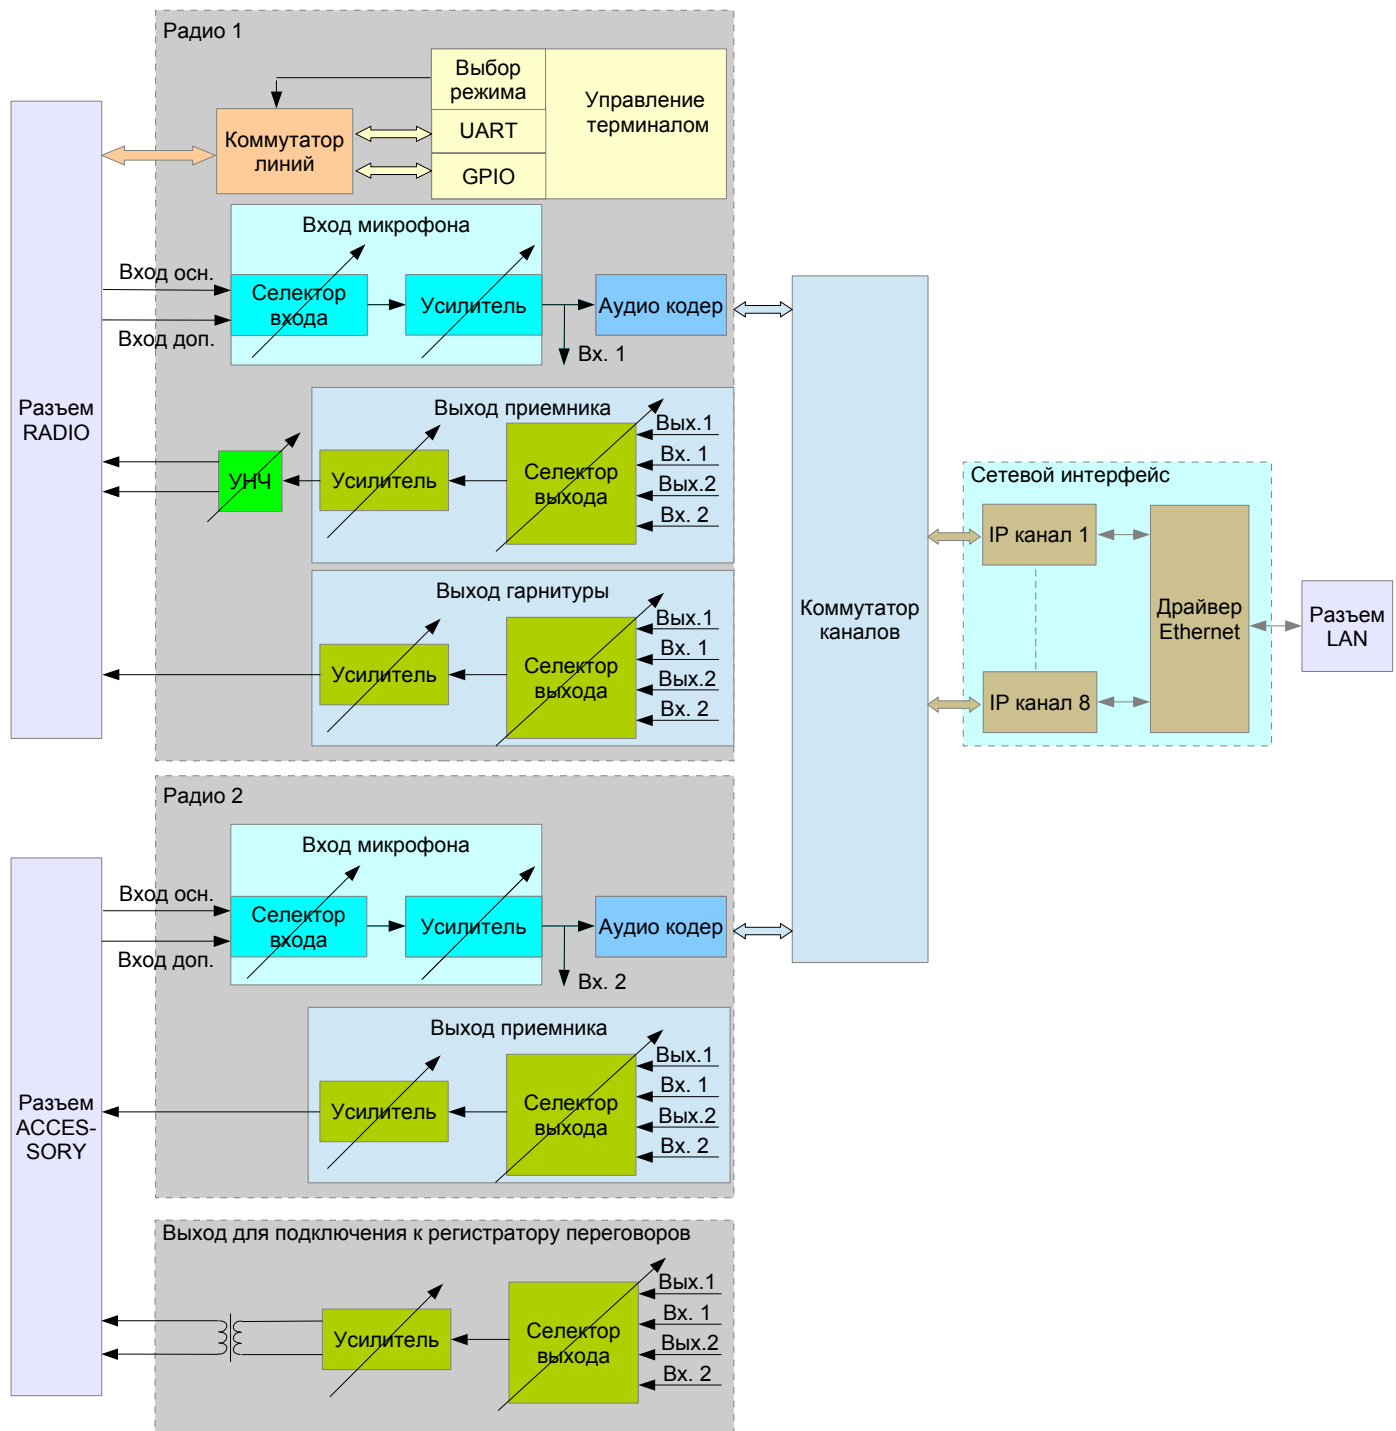 Радио 1
Выбор
режима
Управление
терминалом
UART
GPIO
Коммутатор
линий
Вход микрофона
Вход осн.
Вход доп.
Селектор
входа
Усилитель
Аудио кодер
Вх. 1
Разъем
RADIO
Выход приемника
УНЧ
Усилитель
Селектор
выхода
Вых.1
Вх. 1
Вых.2
Вх. 2
Выход гарнитуры
Усилитель
Селектор
выхода
Вых.1
Вх. 1
Вых.2
Вх. 2
Коммутатор
каналов
Сетевой интерфейс
IP канал 1
IP канал 8
Драйвер
Ethernet
Разъем
LAN
Радио 2
Вход микрофона
Вход осн.
Вход доп.
Селектор
входа
Усилитель
Аудио кодер
Вх. 2
Разъем
ACCES-
SORY
Выход приемника
Усилитель
Селектор
выхода
Вых.1
Вх. 1
Вых.2
Вх. 2
Выход для подключения к регистратору переговоров
Усилитель
Селектор
выхода
Вых.1
Вх. 1
Вых.2
Вх. 2